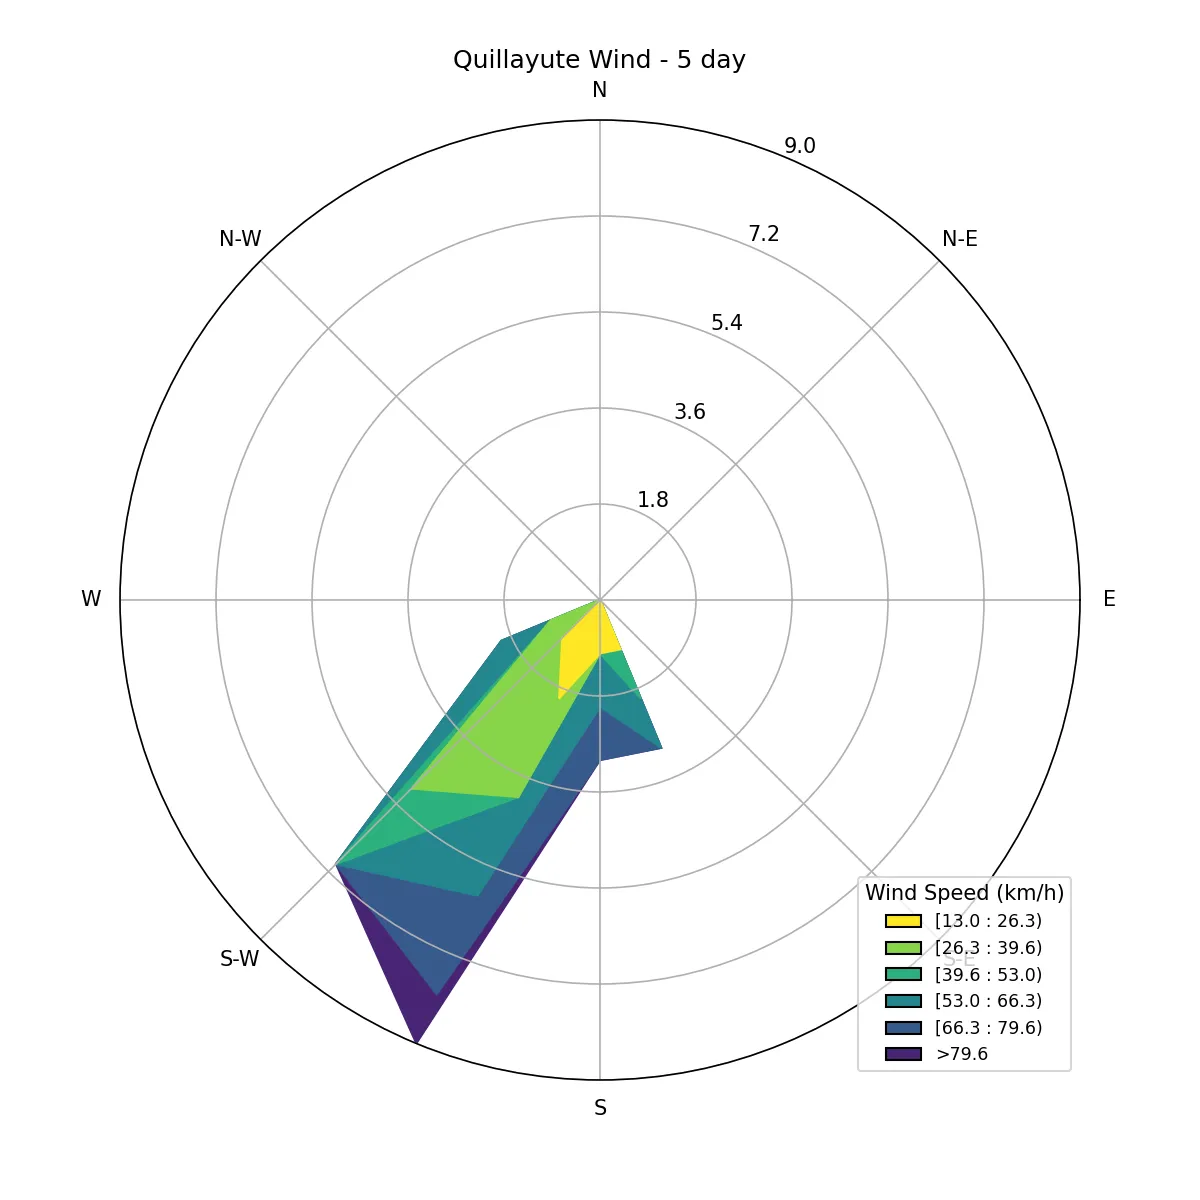 Quillayute Wind - 5 day
N
9.0
N-W
7.2
N-E
5.4
3.6
1.8
W
E
S-W
S-E
Wind Speed (km/h)
[13.0 : 26.3)
[26.3 : 39.6)
[39.6 : 53.0)
[53.0 : 66.3)
[66.3 : 79.6)
>79.6
S